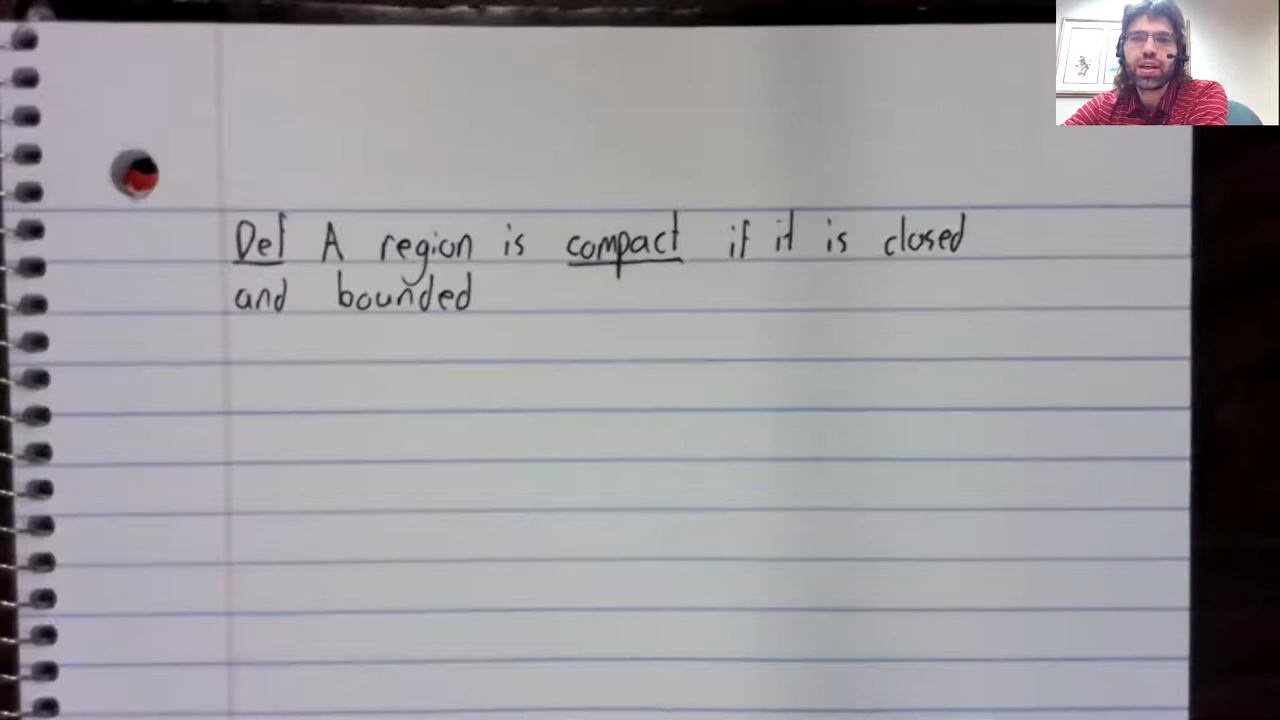 Def A region is compact if it is closed
and bounded